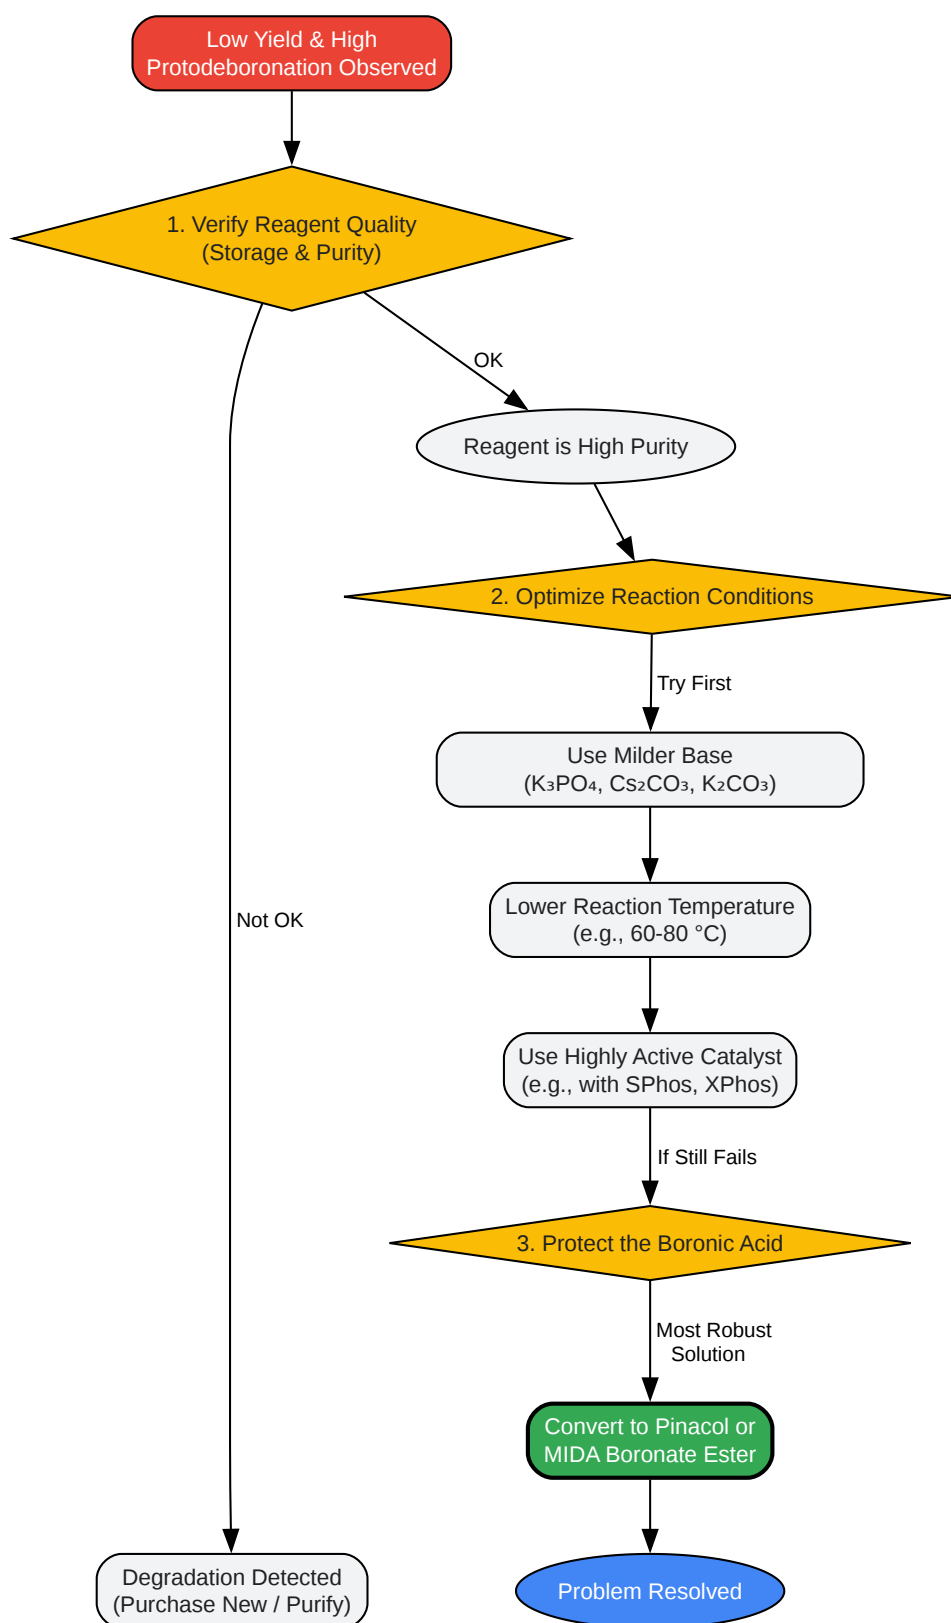 Low Yield & High
Protodeboronation Observed
1. Verify Reagent Quality
(Storage & Purity)
OK
Reagent is High Purity
2. Optimize Reaction Conditions
Try First
Use Milder Base
(K₃PO₄, Cs₂CO₃, K₂CO₃)
Lower Reaction Temperature
(e.g., 60-80 °C)
Not OK
Use Highly Active Catalyst
(e.g., with SPhos, XPhos)
If Still Fails
3. Protect the Boronic Acid
Most Robust
Solution
Convert to Pinacol or
MIDA Boronate Ester
Degradation Detected
(Purchase New / Purify)
Problem Resolved